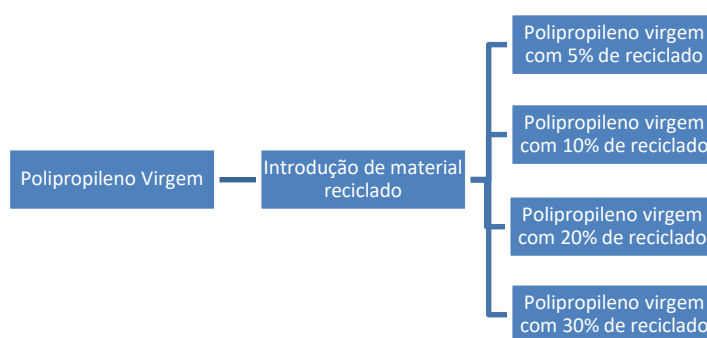 Polipropileno Virgem
Introdução de material
reciclado
Polipropileno virgem
com 5% de reciclado
Polipropileno virgem
com 10% de reciclado
Polipropileno virgem
com 20% de reciclado
Polipropileno virgem
com 30% de reciclado